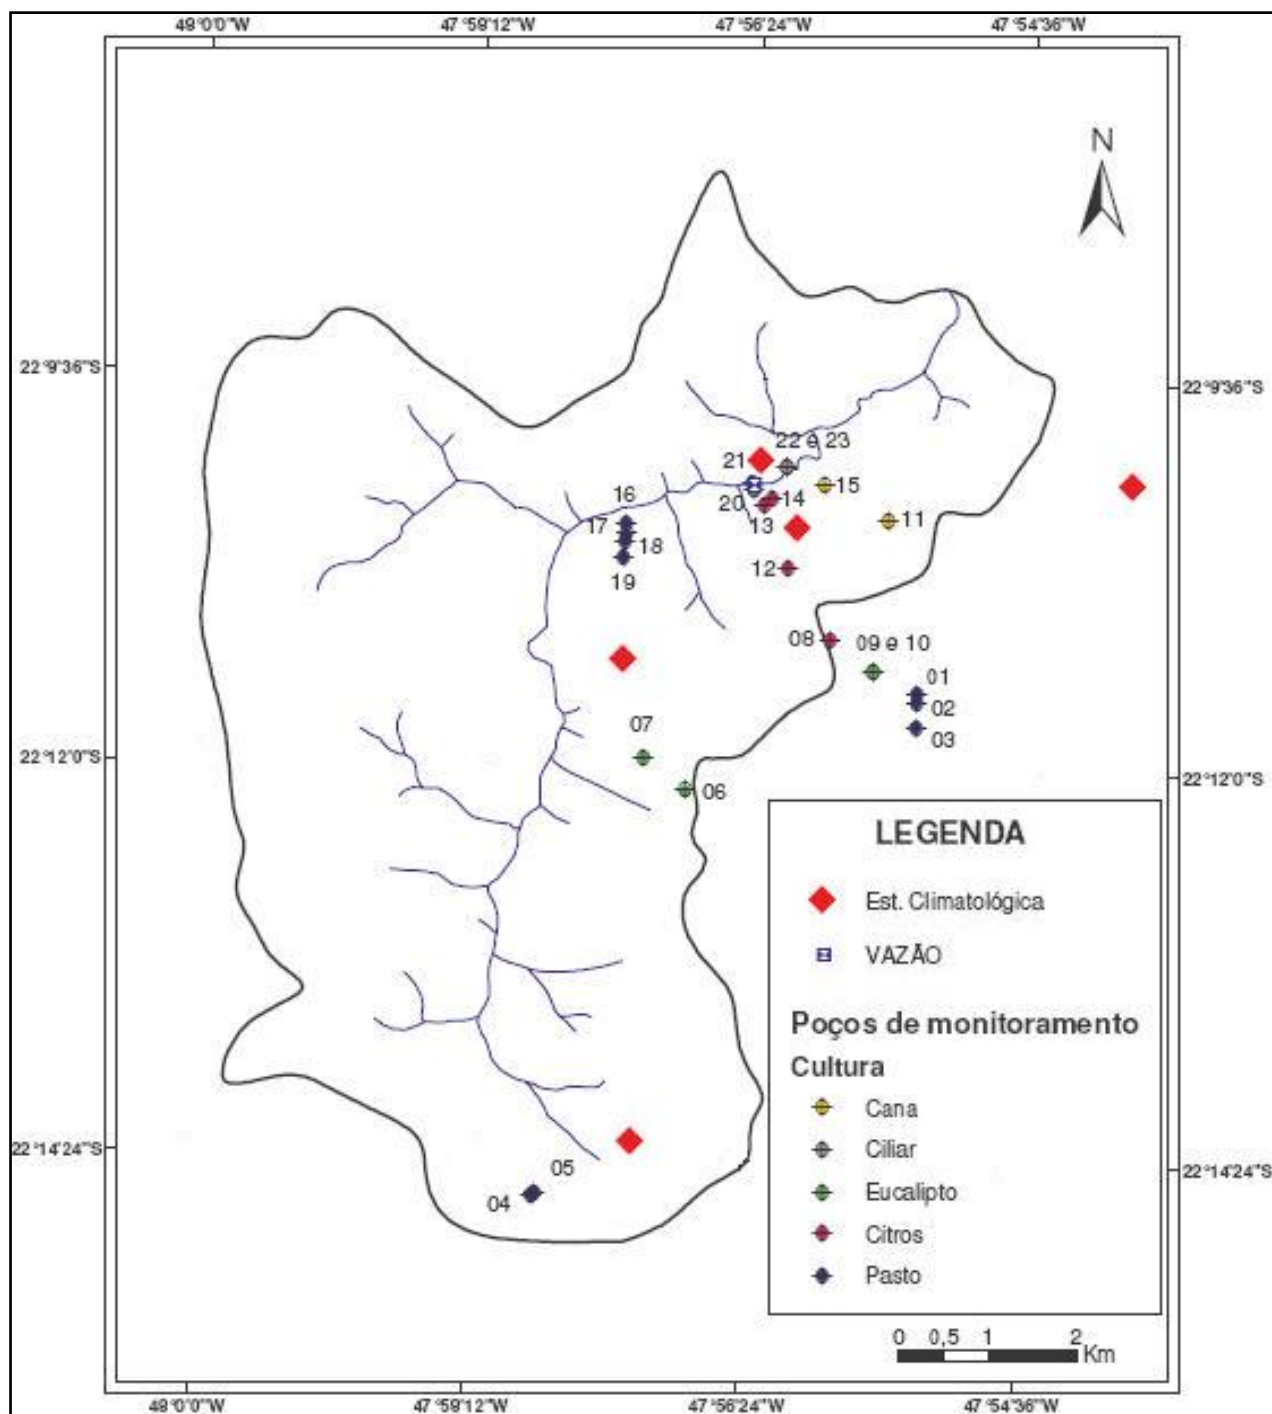 48°0'0"W 47°59'12"W 47°56'24"W 47°54'36"W
N
22°9'36"S
22°9'36"S
22 e 23
21
15
20
14
16
13
11
17
18
12
19
08
09 e 10
01
02
07
03
22°12'0"S
22°12'0"S
06
LEGENDA
Est. Climatológica
VAZÃO
Poços de monitoramento
Cultura
Cana
Ciliar
Eucalipto
Citros
Pasto
22°14'24"S
22°14'24"S
05
04
0 0,5 1 2
Km
48°0'0"W 47°59'12"W 47°56'24"W 47°54'36"W